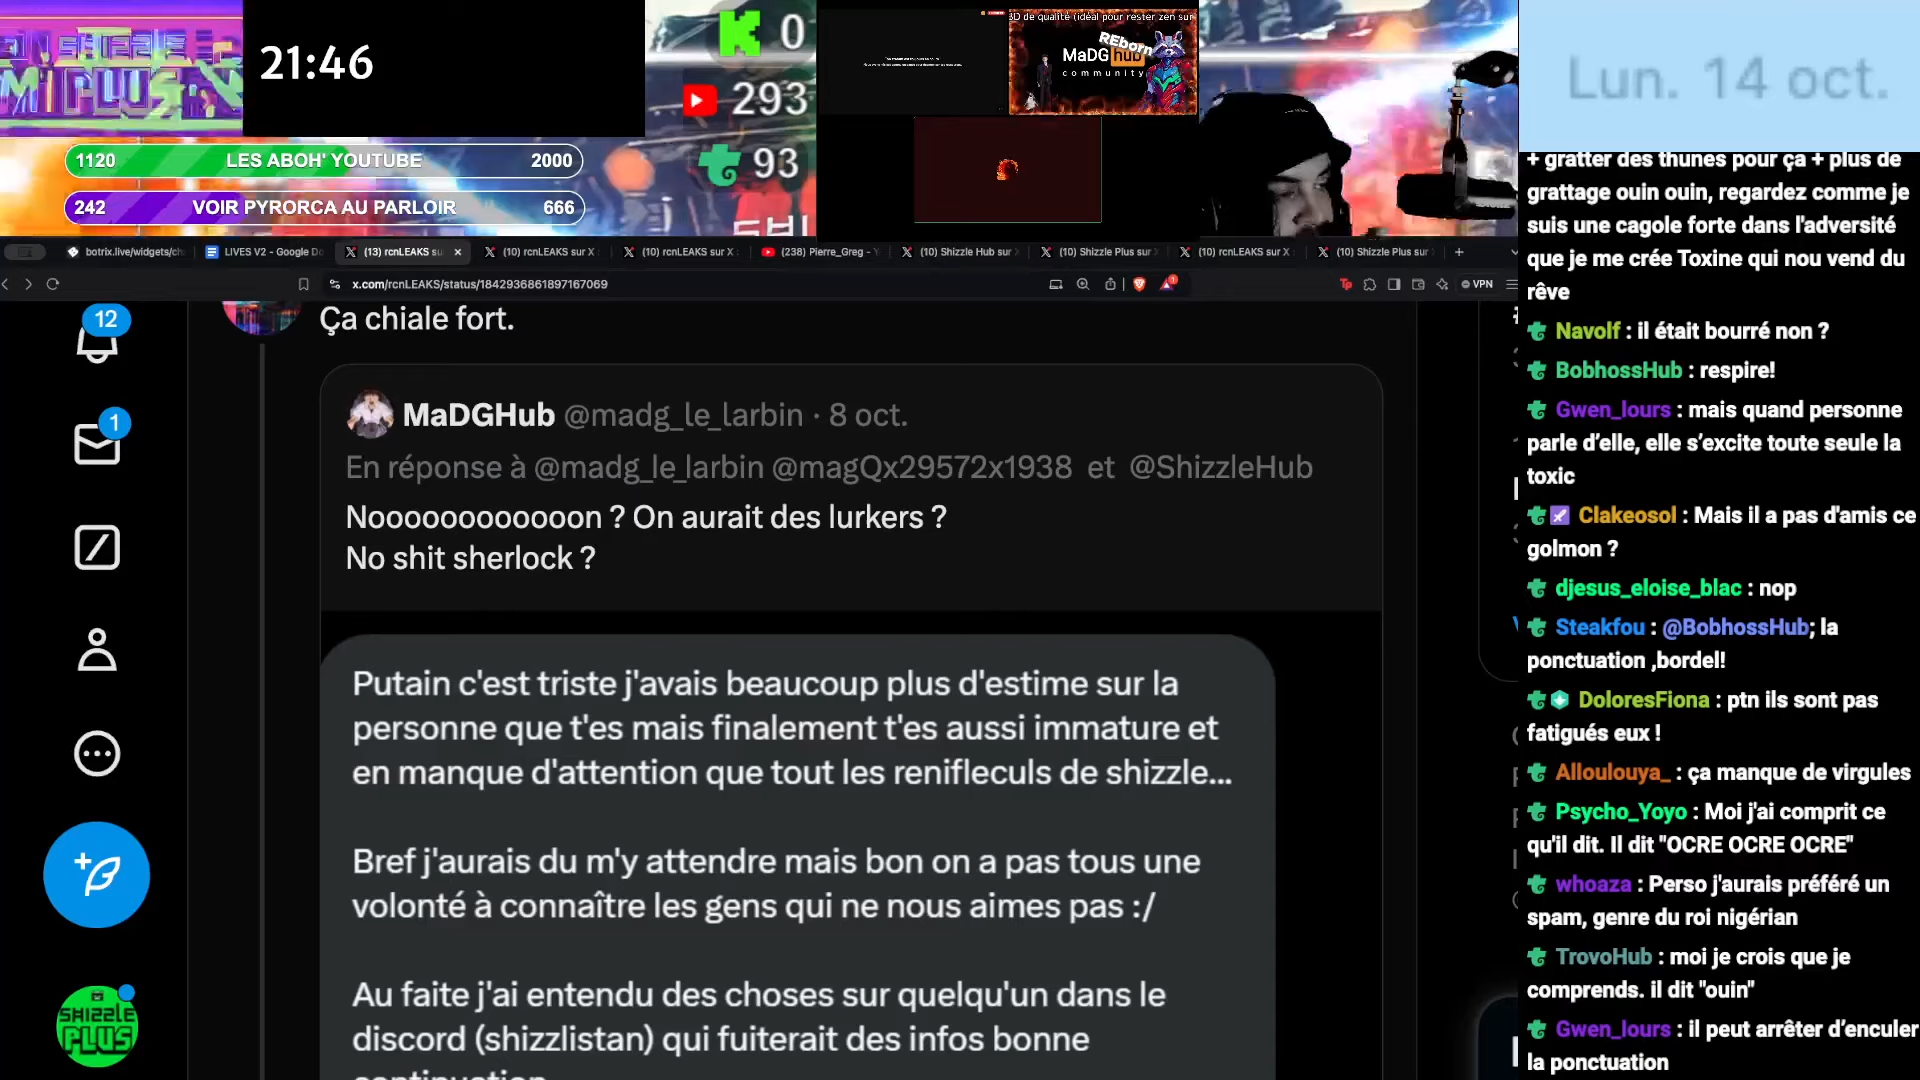 21:46
0
293
93
1120 LES ABOH' YOUTUBE 2000
242 VOIR PYRORCA AU PARLOIR 666
3D de qualité (idéal pour rester zen sur
REborn
MaDG hub
community
Lun. 14 oct.
botrix.live/widgets/ch
LIVES V2 - Google Do
(13) rcnLEAKS su
(10) rcnLEAKS sur X
(10) rcnLEAKS sur X
(238) Pierre_Greg - Y
(10) Shizzle Hub sur
(10) Shizzle Plus sur
(10) rcnLEAKS sur X
(10) Shizzle Plus sur
x.com/rcnLEAKS/status/1842936861897167069
VPN
12
1
SHIZZLE
PLUS
Ça chiale fort.
MaDGHub @madg_le_larbin · 8 oct.
En réponse à @madg_le_larbin @magQx29572x1938 et @ShizzleHub
Noooooooooooon ? On aurait des lurkers ?
No shit sherlock ?
Putain c'est triste j'avais beaucoup plus d'estime sur la
personne que t'es mais finalement t'es aussi immature et
en manque d'attention que tout les renifleculs de shizzle...
Bref j'aurais du m'y attendre mais bon on a pas tous une
volonté à connaître les gens qui ne nous aimes pas :/
Au faite j'ai entendu des choses sur quelqu'un dans le
discord (shizzlistan) qui fuiterait des infos bonne
continuation
+ gratter des thunes pour ça + plus de
grattage ouin ouin, regardez comme je
suis une cagole forte dans l'adversité
que je me crée Toxine qui nou vend du
rêve
Navolf : il était bourré non ?
BobhossHub : respire!
Gwen_lours : mais quand personne
parle d’elle, elle s’excite toute seule la
toxic
Clakeosol : Mais il a pas d'amis ce
golmon ?
djesus_eloise_blac : nop
Steakfou : @BobhossHub; la
ponctuation ,bordel!
DoloresFiona : ptn ils sont pas
fatigués eux !
Alloulouya_ : ça manque de virgules
Psycho_Yoyo : Moi j'ai comprit ce
qu'il dit. Il dit "OCRE OCRE OCRE"
whoaza : Perso j'aurais préféré un
spam, genre du roi nigérian
TrovoHub : moi je crois que je
comprends. il dit "ouin"
Gwen_lours : il peut arrêter d’enculer
la ponctuation